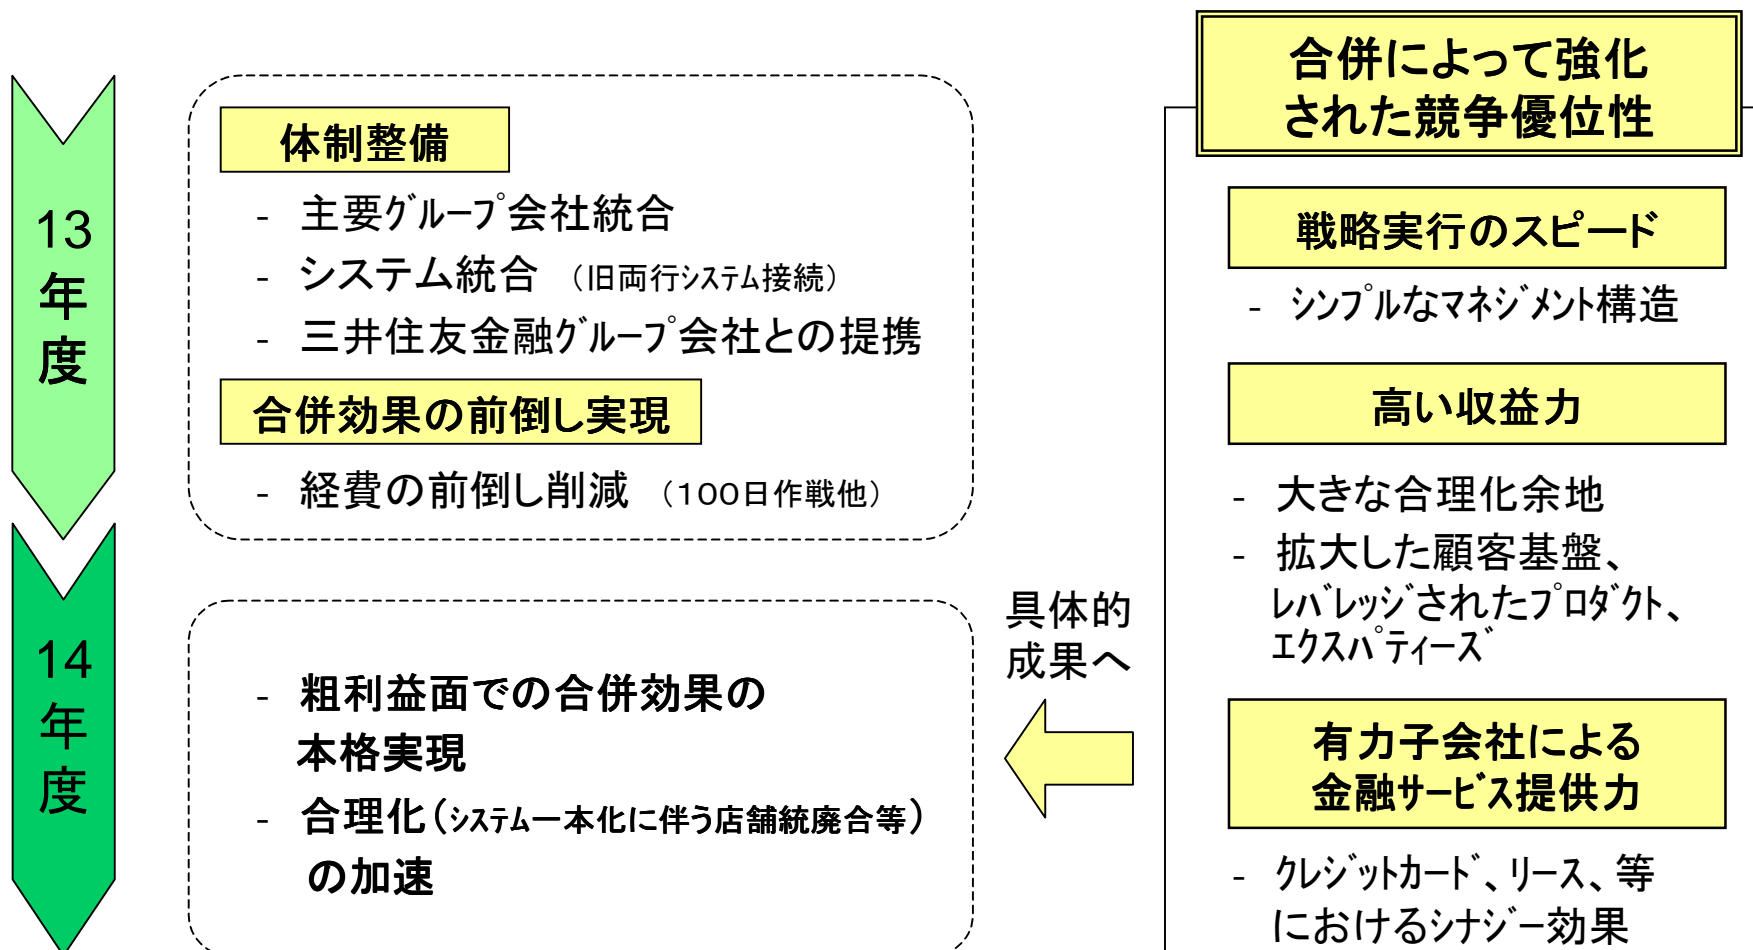 13
年
度
体制整備
- 主要グループ会社統合
- システム統合 （旧両行システム接続）
- 三井住友金融グループ会社との提携
合併効果の前倒し実現
- 経費の前倒し削減 （１００日作戦他）
14
年
度
- 粗利益面での合併効果の
本格実現
- 合理化（システム一本化に伴う店舗統廃合等）
の加速
具体的
成果へ
合併によって強化
された競争優位性
戦略実行のスピード
- シンプルなマネジメント構造
高い収益力
- 大きな合理化余地
- 拡大した顧客基盤、
レバレッジされたプロダクト、
エクスパティーズ
有力子会社による
金融サービス提供力
- クレジットカード、リース、等
におけるシナジー効果